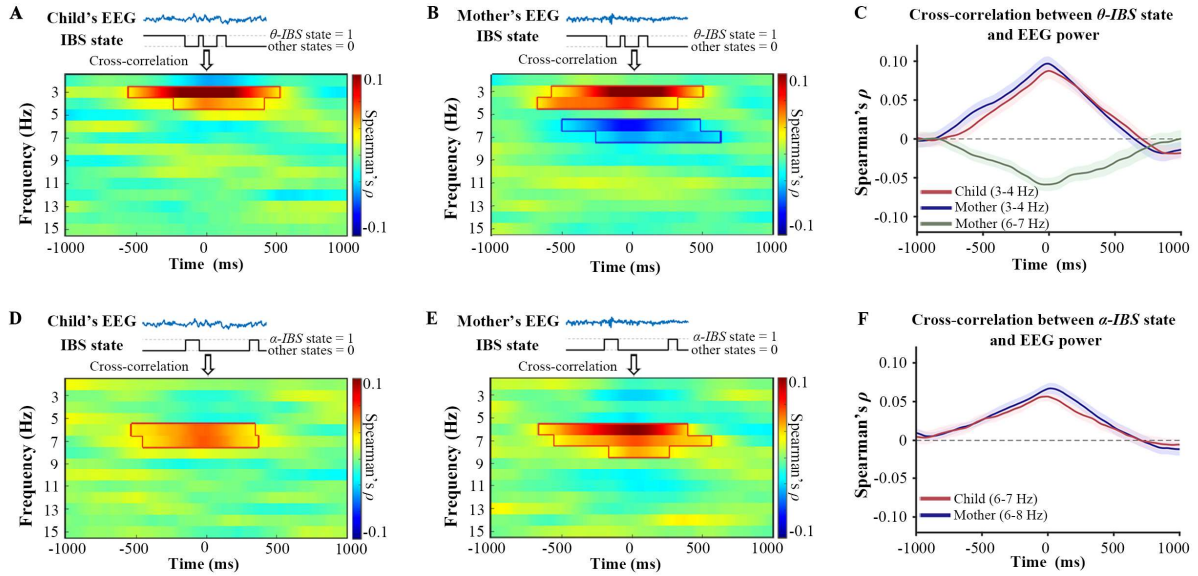 A
Child's EEG
IBS state
θ-IBS state = 1
other states = 0
Cross-correlation
Frequency (Hz)
3
5
7
9
11
13
15
-1000
-500
0
500
1000
Time (ms)
0.1
Spearman's ρ
-0.1
B
Mother's EEG
IBS state
θ-IBS state = 1
other states = 0
Cross-correlation
Frequency (Hz)
3
5
7
9
11
13
15
-1000
-500
0
500
1000
Time (ms)
0.1
Spearman's ρ
-0.1
C
Cross-correlation between θ-IBS state
and EEG power
Spearman's ρ
0.10
0.05
0
-0.05
-0.10
Child (3-4 Hz)
Mother (3-4 Hz)
Mother (6-7 Hz)
-1000
-500
0
500
1000
Time (ms)
D
Child's EEG
IBS state
α-IBS state = 1
other states = 0
Cross-correlation
Frequency (Hz)
3
5
7
9
11
13
15
-1000
-500
0
500
1000
Time (ms)
0.1
Spearman's ρ
-0.1
E
Mother's EEG
IBS state
α-IBS state = 1
other states = 0
Cross-correlation
Frequency (Hz)
3
5
7
9
11
13
15
-1000
-500
0
500
1000
Time (ms)
0.1
Spearman's ρ
-0.1
F
Cross-correlation between α-IBS state
and EEG power
Spearman's ρ
0.10
0.05
0
-0.05
-0.10
Child (6-7 Hz)
Mother (6-8 Hz)
-1000
-500
0
500
1000
Time (ms)